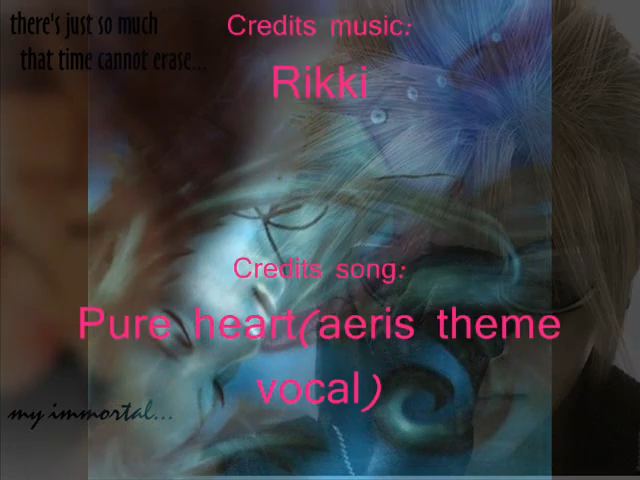 there's just so much
that time cannot erase...
Credits music:
Rikki
Credits song:
Pure heart(aeris theme
vocal)
my immortal...